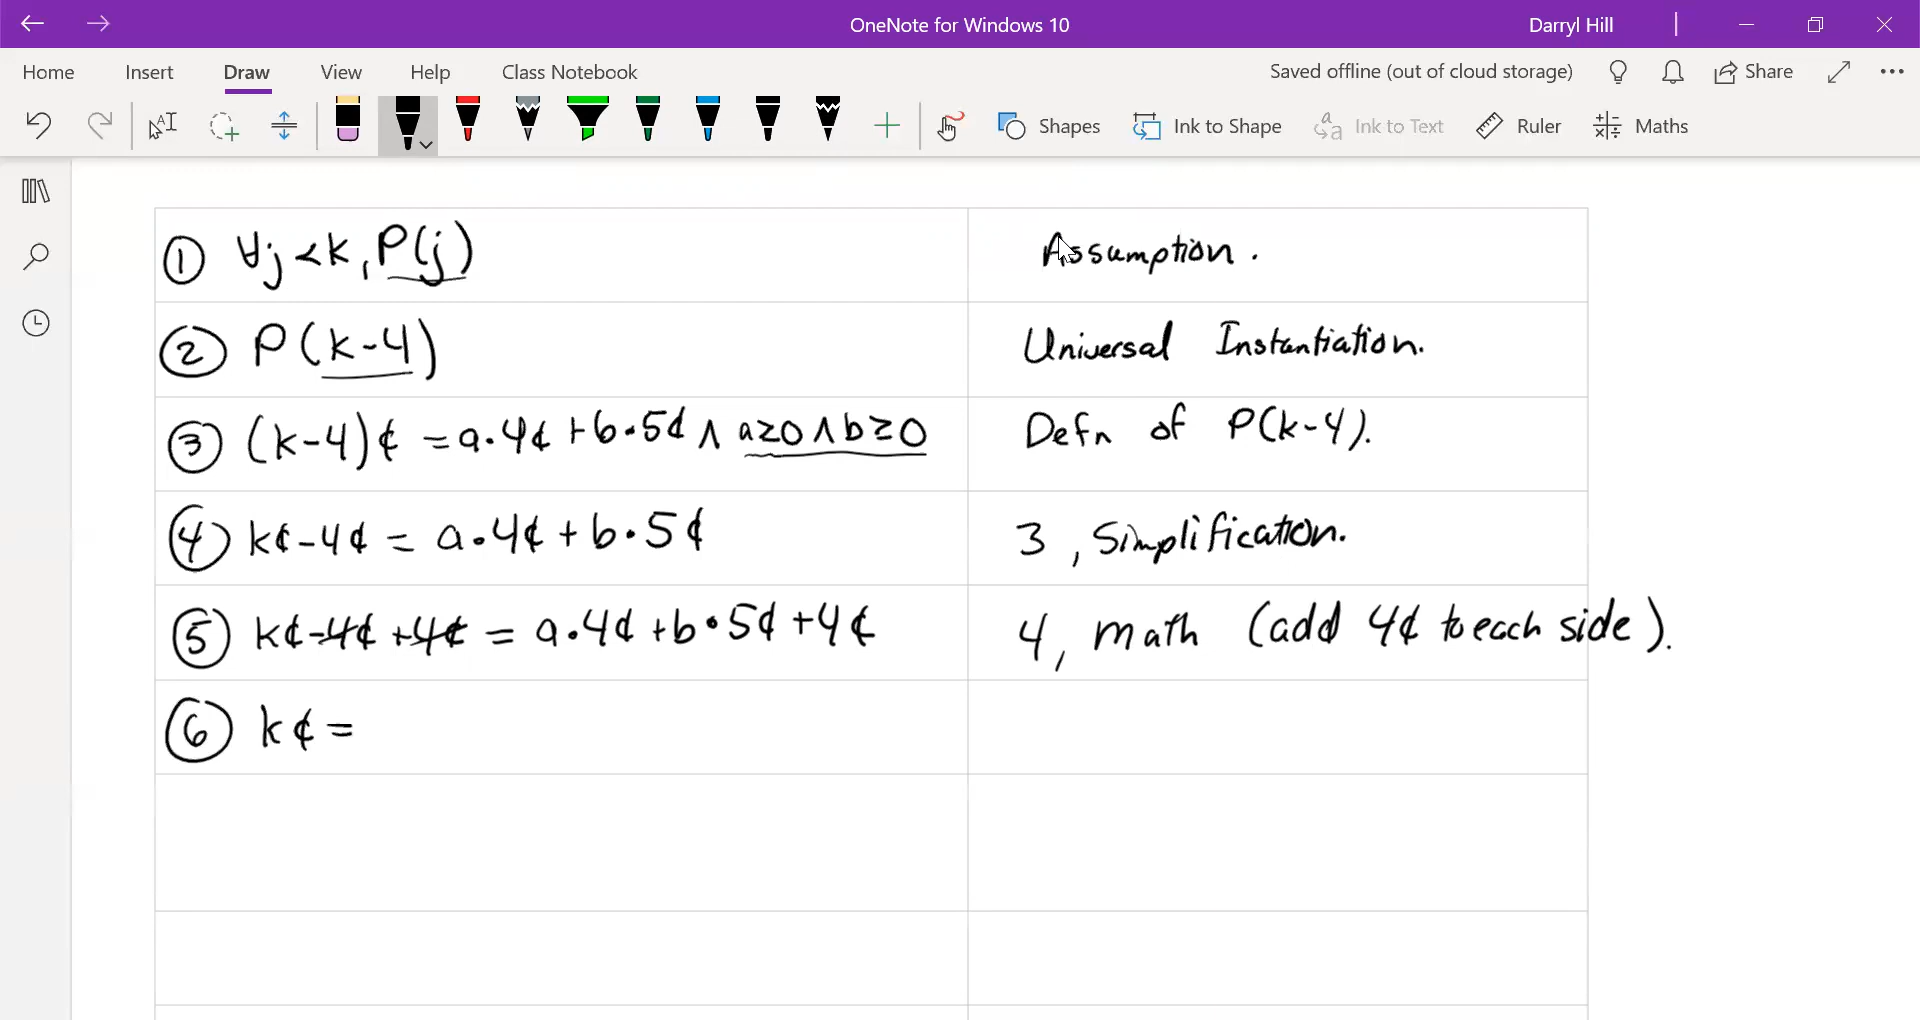 OneNote for Windows 10
Darryl Hill
Home Insert Draw View Help Class Notebook
Saved offline (out of cloud storage) Share
Shapes Ink to Shape Ink to Text Ruler Maths
① ∀j<k, P(j) Assumption.
② P(k-4) Universal Instantiation.
③ (k-4)¢ = a·4¢ + b·5¢ ∧ a≥0 ∧ b≥0 Defn of P(k-4).
④ k¢-4¢ = a·4¢ + b·5¢ 3, Simplification.
⑤ k¢-4¢+4¢ = a·4¢ + b·5¢ + 4¢ 4, math (add 4¢ to each side).
⑥ k¢ =